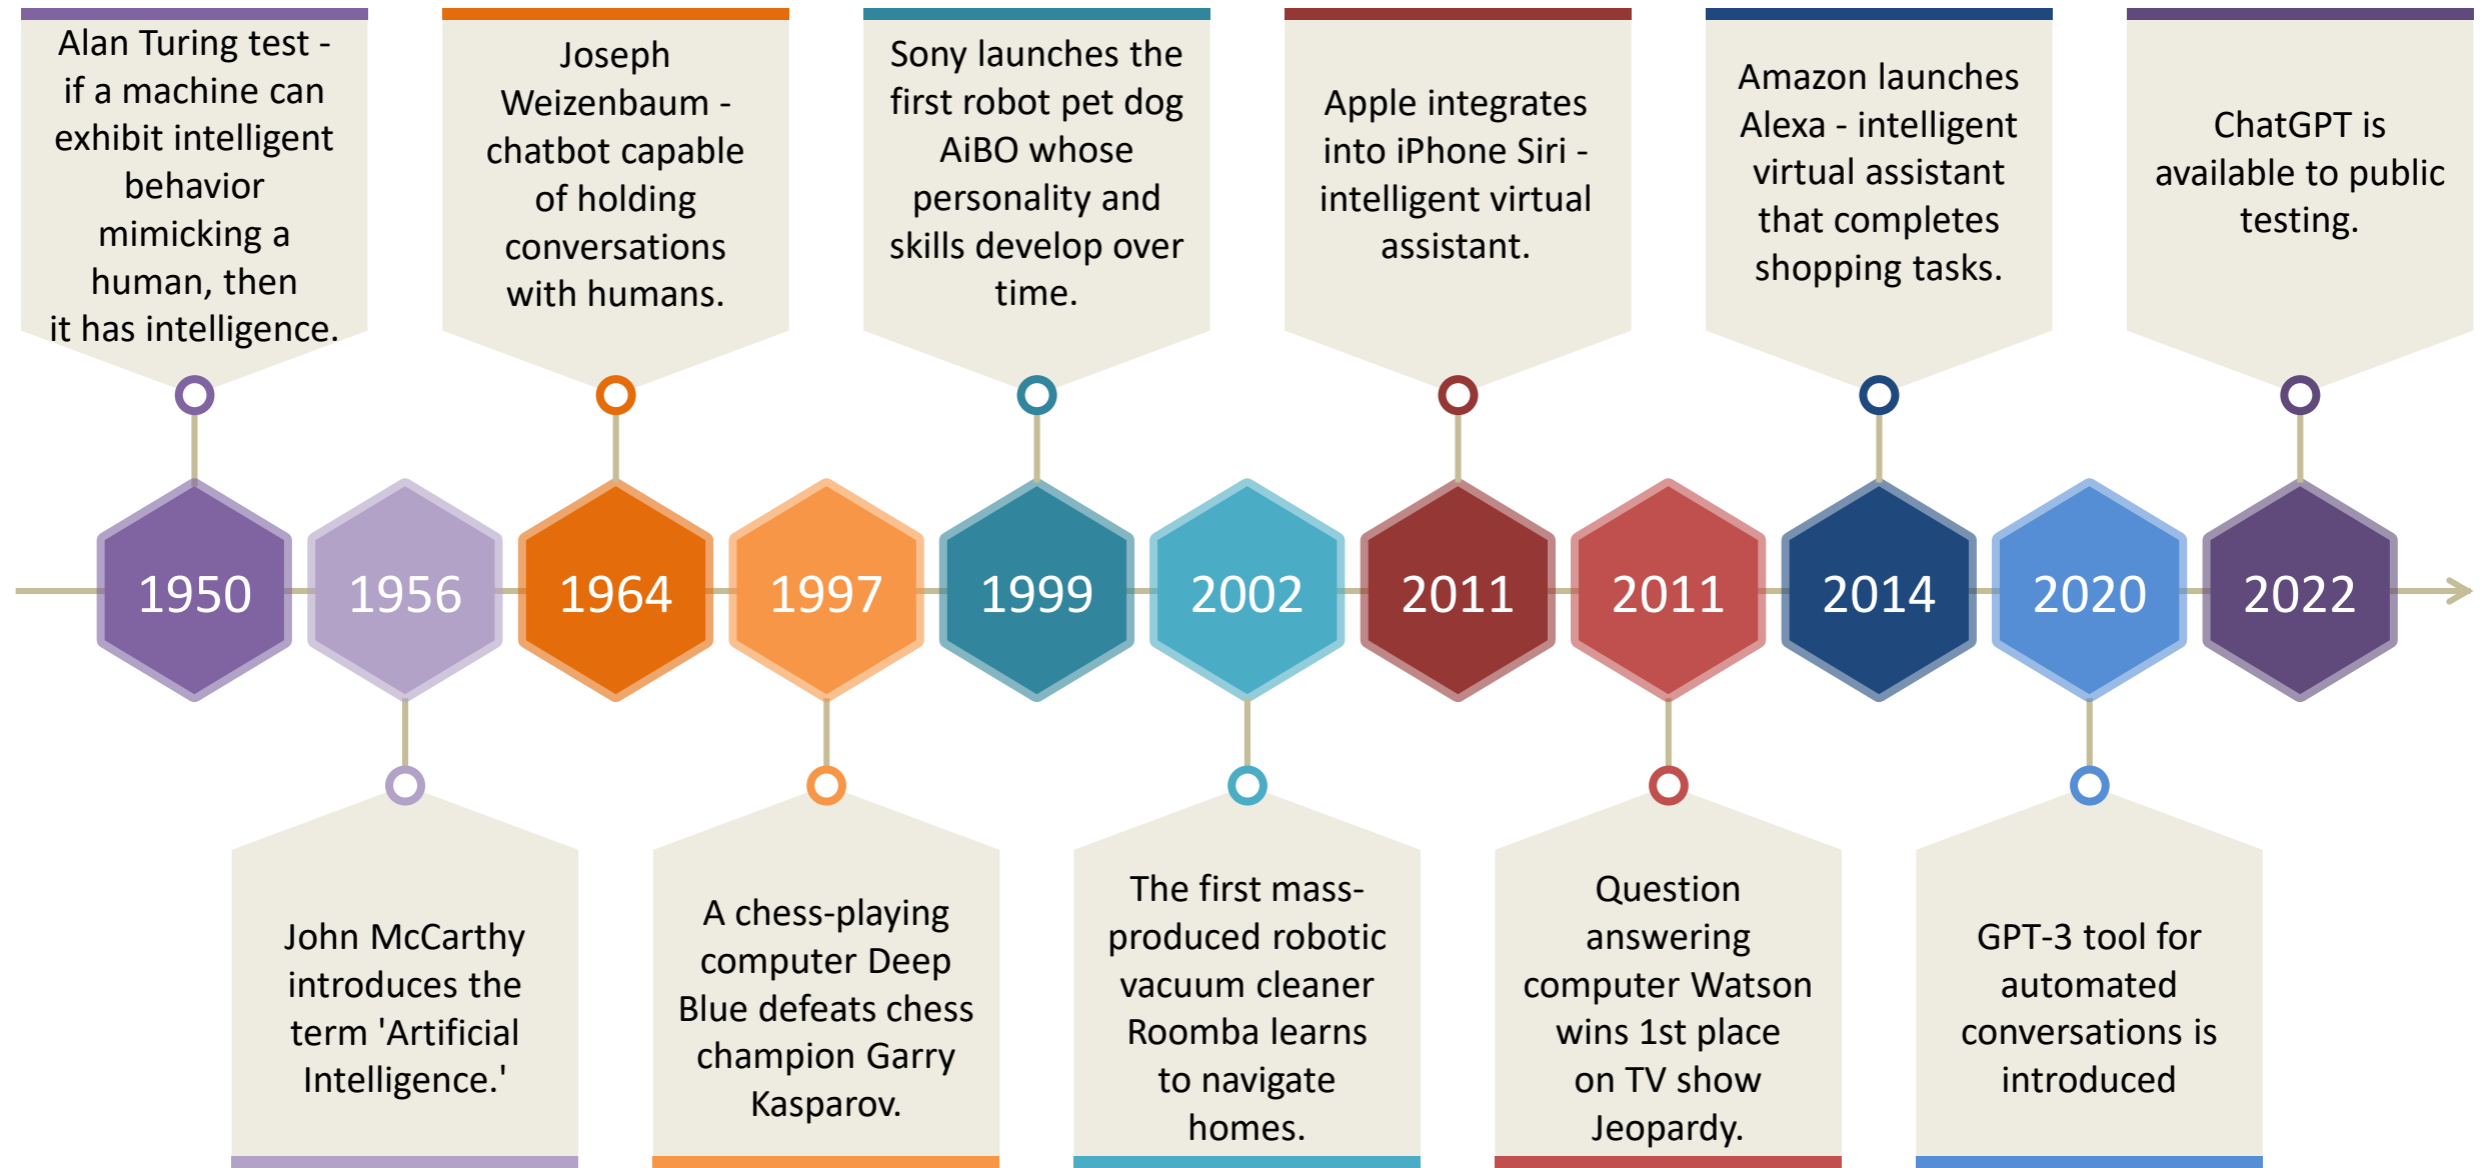 Alan Turing test -
if a machine can
exhibit intelligent
behavior
mimicking a
human, then
it has intelligence.
Joseph
Weizenbaum -
chatbot capable
of holding
conversations
with humans.
Sony launches the
first robot pet dog
AiBO whose
personality and
skills develop over
time.
Apple integrates
into iPhone Siri -
intelligent virtual
assistant.
Amazon launches
Alexa - intelligent
virtual assistant
that completes
shopping tasks.
ChatGPT is
available to public
testing.
1950
1956
1964
1997
1999
2002
2011
2011
2014
2020
2022
John McCarthy
introduces the
term 'Artificial
Intelligence.'
A chess-playing
computer Deep
Blue defeats chess
champion Garry
Kasparov.
The first mass-
produced robotic
vacuum cleaner
Roomba learns
to navigate
homes.
Question
answering
computer Watson
wins 1st place
on TV show
Jeopardy.
GPT-3 tool for
automated
conversations is
introduced